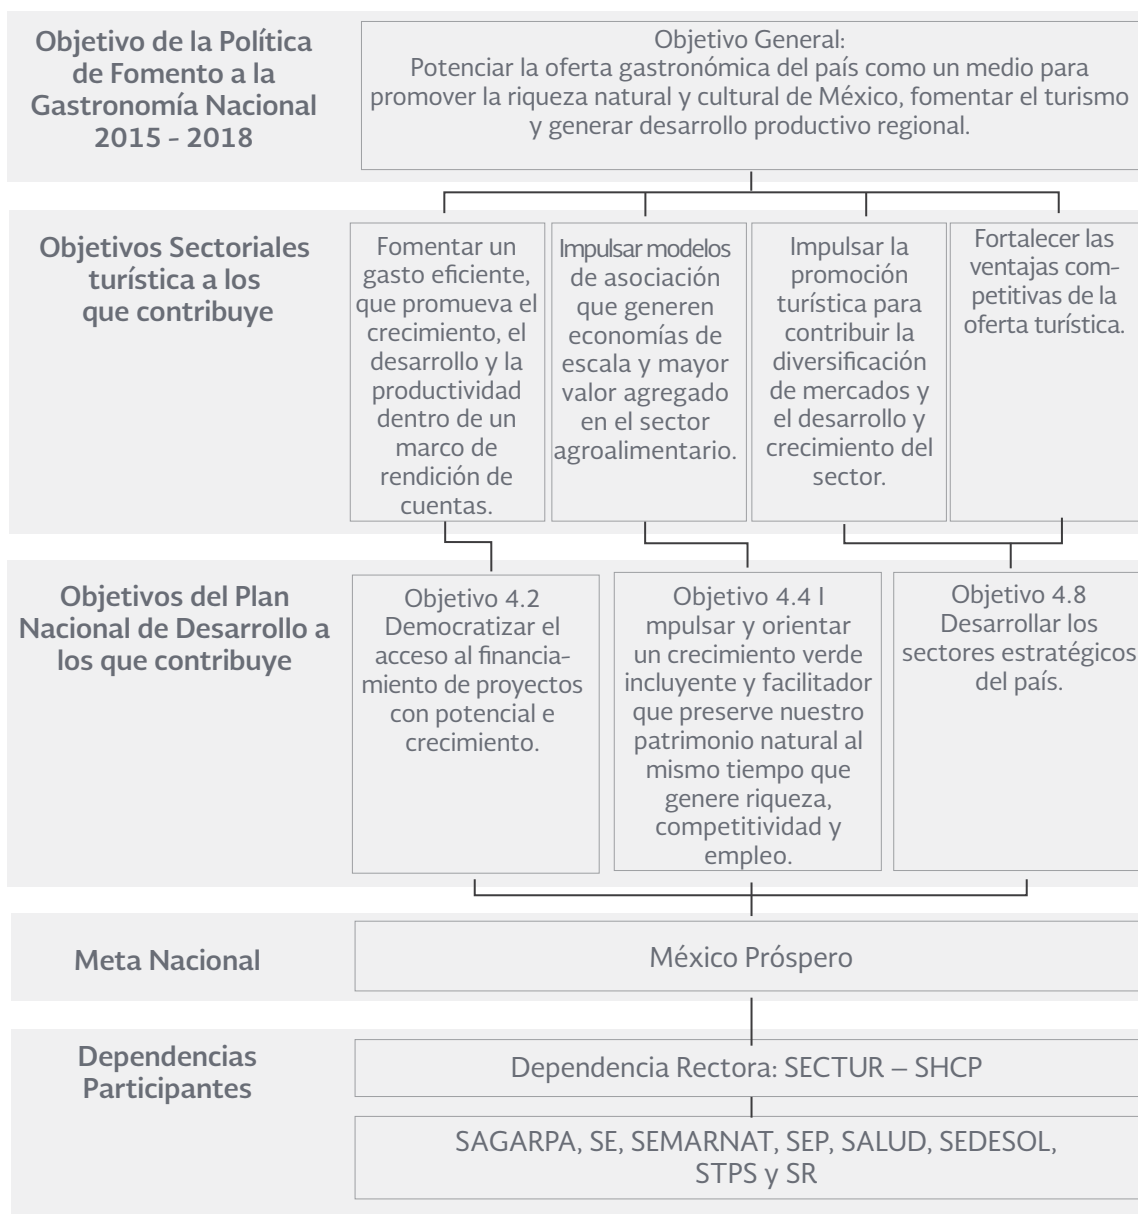 Objetivo de la Política
de Fomento a la
Gastronomía Nacional
2015 - 2018
Objetivo General:
Potenciar la oferta gastronómica del país como un medio para
promover la riqueza natural y cultural de México, fomentar el turismo
y generar desarrollo productivo regional.
Objetivos Sectoriales
turística a los
que contribuye
Fomentar un
gasto eficiente,
que promueva el
crecimiento, el
desarrollo y la
productividad
dentro de un
marco de
rendición de
cuentas.
Impulsar modelos
de asociación
que generen
economías de
escala y mayor
valor agregado
en el sector
agroalimentario.
Impulsar la
promoción
turística para
contribuir la
diversificación
de mercados y
el desarrollo y
crecimiento del
sector.
Fortalecer las
ventajas com-
petitivas de la
oferta turística.
Objetivos del Plan
Nacional de Desarrollo a
los que contribuye
Objetivo 4.2
Democratizar el
acceso al financia-
miento de proyectos
con potencial e
crecimiento.
Objetivo 4.4 I
mpulsar y orientar
un crecimiento verde
incluyente y facilitador
que preserve nuestro
patrimonio natural al
mismo tiempo que
genere riqueza,
competitividad y
empleo.
Objetivo 4.8
Desarrollar los
sectores estratégicos
del país.
Meta Nacional
México Próspero
Dependencias
Participantes
Dependencia Rectora: SECTUR – SHCP
SAGARPA, SE, SEMARNAT, SEP, SALUD, SEDESOL,
STPS y SR